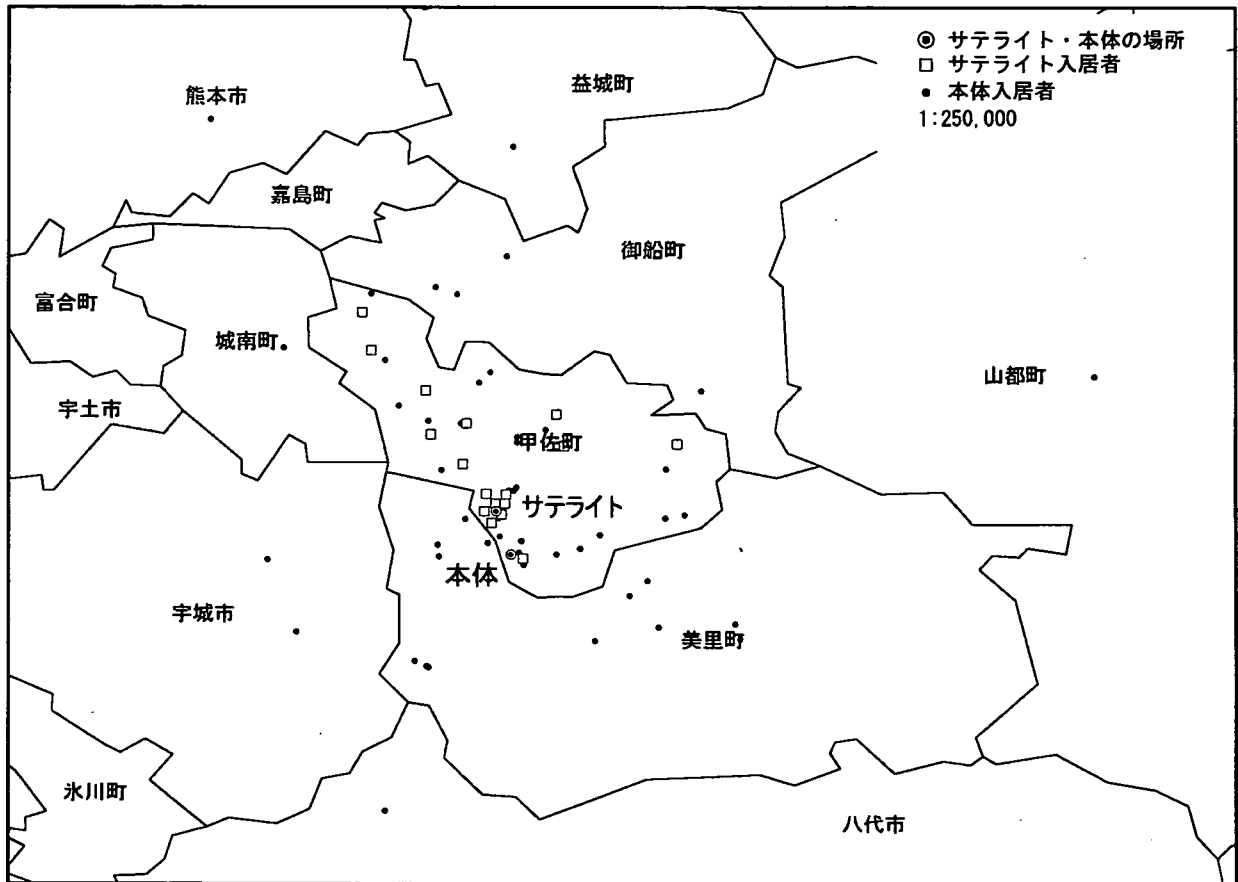 ◉ サテライト・本体の場所
□ サテライト入居者
• 本体入居者
1:250,000
益城町
熊本市
嘉島町
御船町
富合町
城南町
山都町
宇土市
甲佐町
サテライト
本体
宇城市
美里町
氷川町
八代市